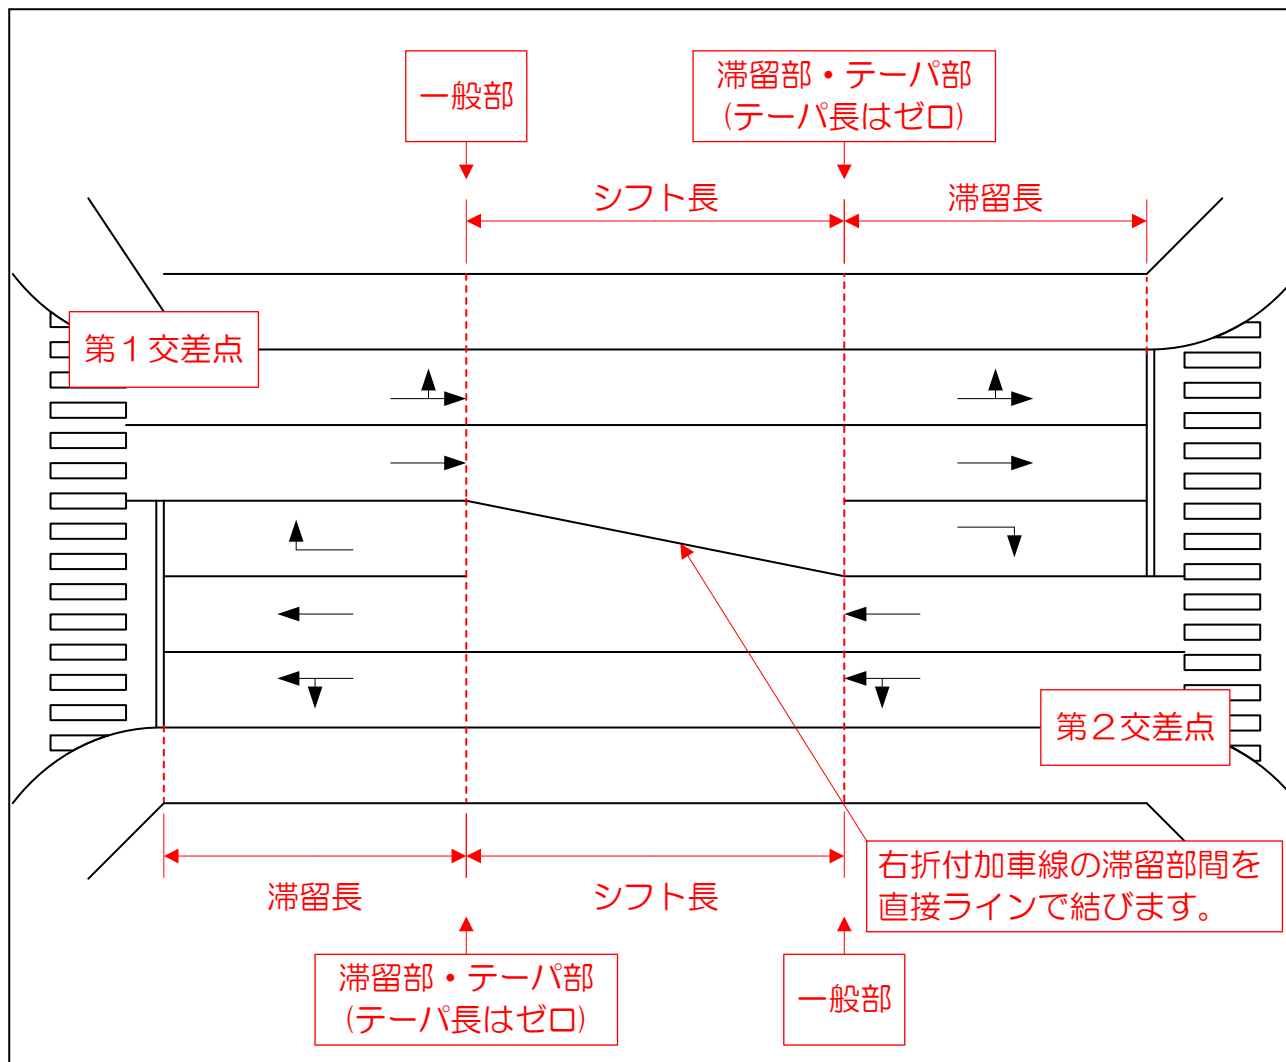 一般部
滞留部・テーパ部
(テーパ長はゼロ)
シフト長
滞留長
第１交差点
第２交差点
右折付加車線の滞留部間を
直接ラインで結びます。
滞留長
シフト長
滞留部・テーパ部
(テーパ長はゼロ)
一般部